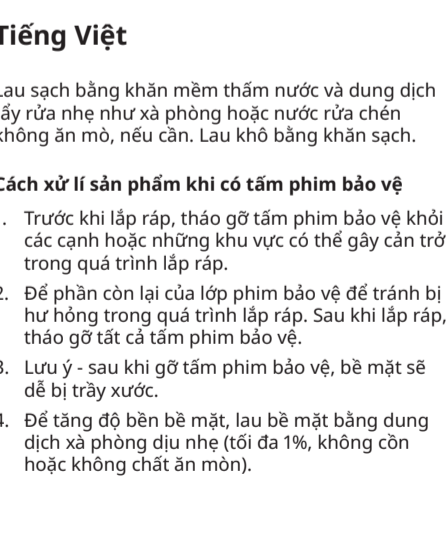 Tiếng Việt
Lau sạch bằng khăn mềm thấm nước và dung dịch
tẩy rửa nhẹ như xà phòng hoặc nước rửa chén
không ăn mò, nếu cần. Lau khô bằng khăn sạch.
Cách xử lí sản phẩm khi có tấm phim bảo vệ
1. Trước khi lắp ráp, tháo gỡ tấm phim bảo vệ khỏi
các cạnh hoặc những khu vực có thể gây cản trở
trong quá trình lắp ráp.
2. Để phần còn lại của lớp phim bảo vệ để tránh bị
hư hỏng trong quá trình lắp ráp. Sau khi lắp ráp,
tháo gỡ tất cả tấm phim bảo vệ.
3. Lưu ý - sau khi gỡ tấm phim bảo vệ, bề mặt sẽ
dễ bị trầy xước.
4. Để tăng độ bền bề mặt, lau bề mặt bằng dung
dịch xà phòng dịu nhẹ (tối đa 1%, không cồn
hoặc không chất ăn mòn).